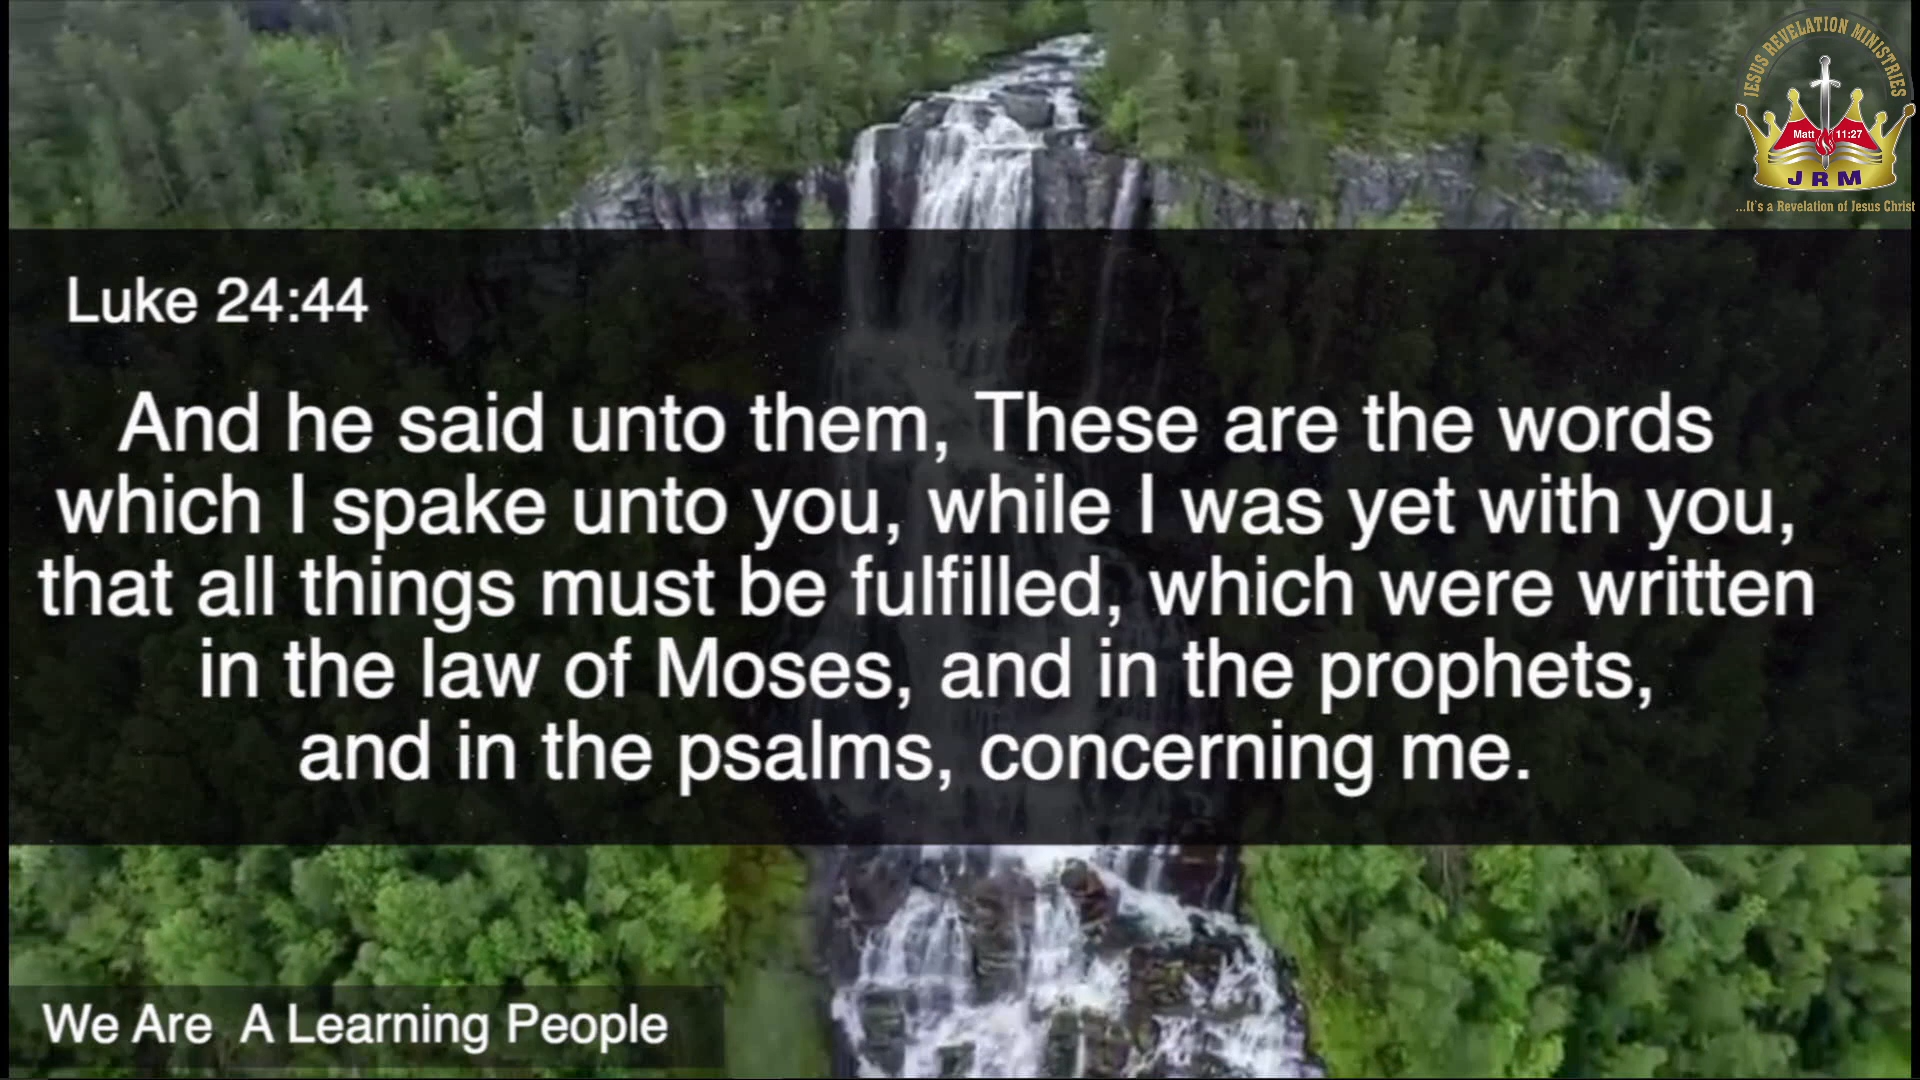 JESUS REVELATION MINISTRIES
Matt 11:27
JRM
...It's a Revelation of Jesus Christ
Luke 24:44
And he said unto them, These are the words
which I spake unto you, while I was yet with you,
that all things must be fulfilled, which were written
in the law of Moses, and in the prophets,
and in the psalms, concerning me.
We Are A Learning People